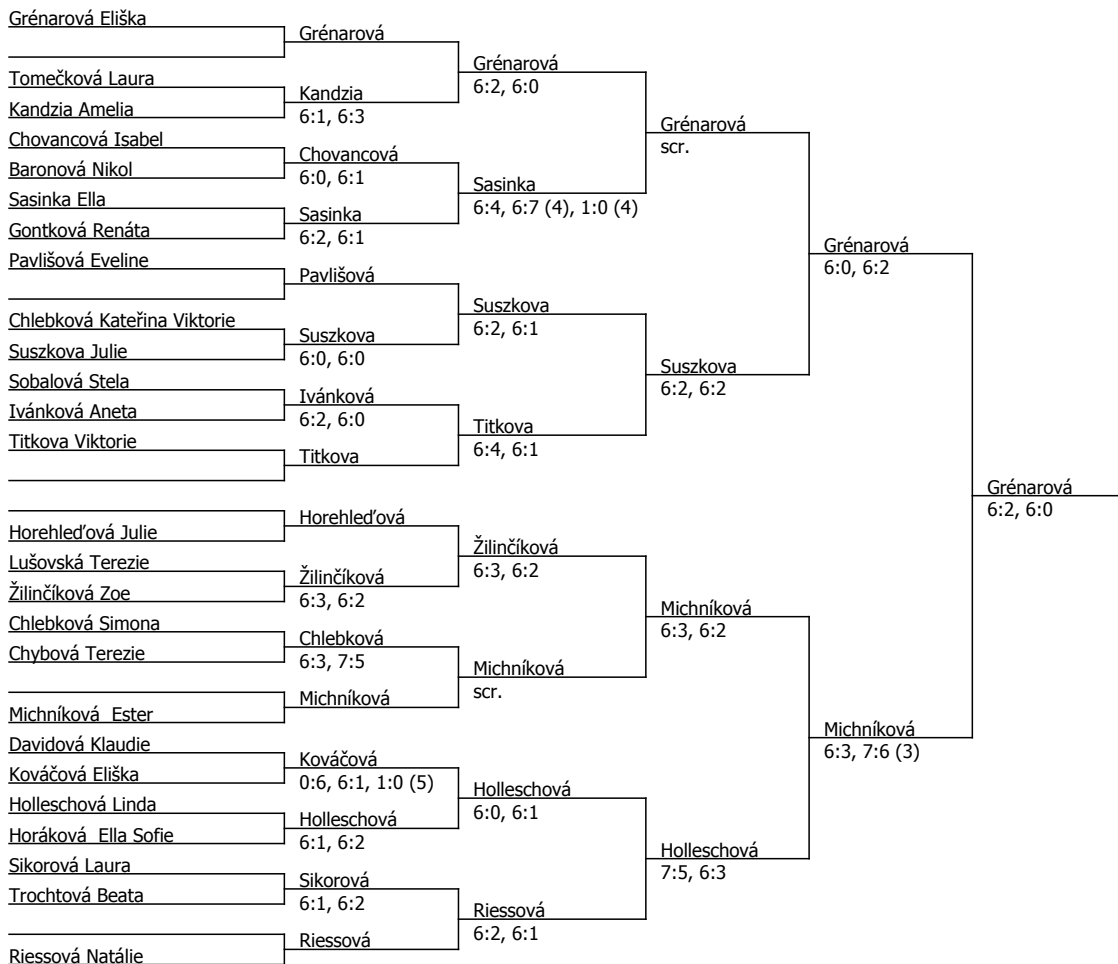 Grénarová Eliška
Tomečková Laura
Kandzia Amelia
Chovancová Isabel
Baronová Nikol
Sasinka Ella
Gontková Renáta
Pavlišová Eveline
Chlebková Kateřina Viktorie
Suszkova Julie
Sobalová Stela
Ivánková Aneta
Titkova Viktorie
Horehleďová Julie
Lušovská Terezie
Žilinčíková Zoe
Chlebková Simona
Chybová Terezie
Michníková  Ester
Davidová Klaudie
Kováčová Eliška
Holleschová Linda
Horáková  Ella Sofie
Sikorová Laura
Trochtová Beata
Riessová Natálie
Grénarová
Kandzia
6:1, 6:3
Chovancová
6:0, 6:1
Sasinka
6:2, 6:1
Pavlišová
Suszkova
6:0, 6:0
Ivánková
6:2, 6:0
Titkova
Horehleďová
Žilinčíková
6:3, 6:2
Chlebková
6:3, 7:5
Michníková
Kováčová
0:6, 6:1, 1:0 (5)
Holleschová
6:1, 6:2
Sikorová
6:1, 6:2
Riessová
Grénarová
6:2, 6:0
Sasinka
6:4, 6:7 (4), 1:0 (4)
Suszkova
6:2, 6:1
Titkova
6:4, 6:1
Žilinčíková
6:3, 6:2
Michníková
scr.
Holleschová
6:0, 6:1
Riessová
6:2, 6:1
Grénarová
scr.
Suszkova
6:2, 6:2
Michníková
6:3, 6:2
Holleschová
7:5, 6:3
Grénarová
6:0, 6:2
Michníková
6:3, 7:6 (3)
Grénarová
6:2, 6:0